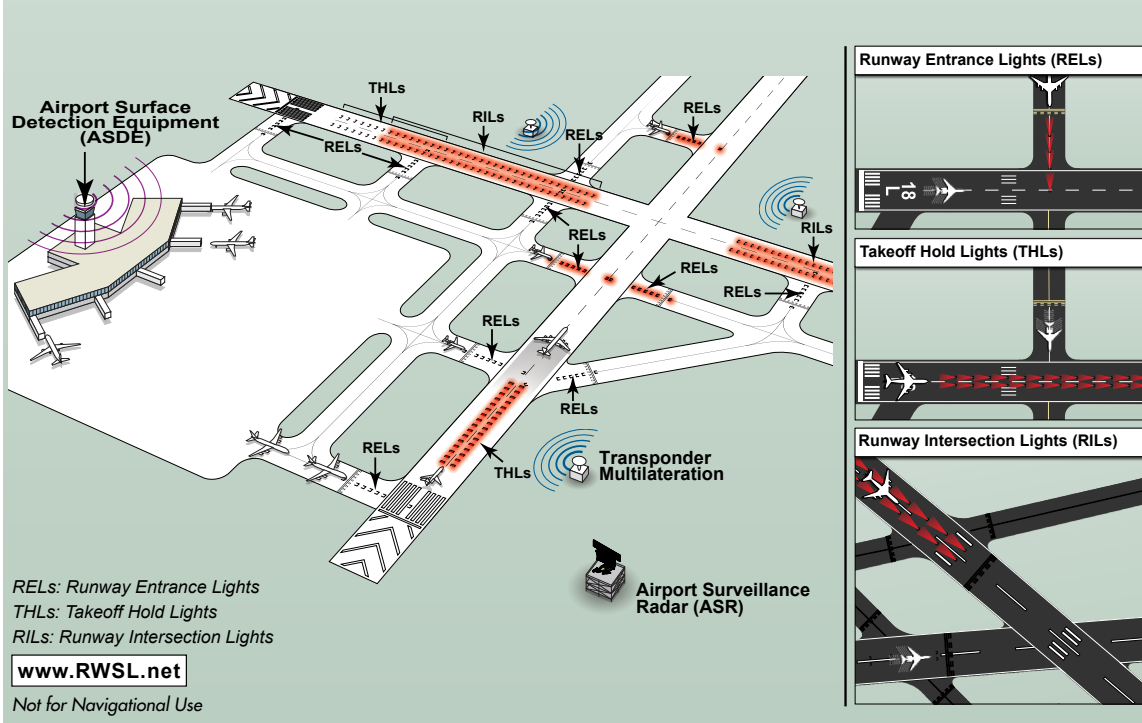 Airport Surface
Detection Equipment
(ASDE)
THLs
RILs
RELs
RELs
RELs
RELs
RILs
RELs
RELs
RELs
RELs
RELs
THLs
Transponder
Multilateration
Airport Surveillance
Radar (ASR)
RELs: Runway Entrance Lights
THLs: Takeoff Hold Lights
RILs: Runway Intersection Lights
www.RWSL.net
Not for Navigational Use
Runway Entrance Lights (RELs)
18
L
Takeoff Hold Lights (THLs)
Runway Intersection Lights (RILs)